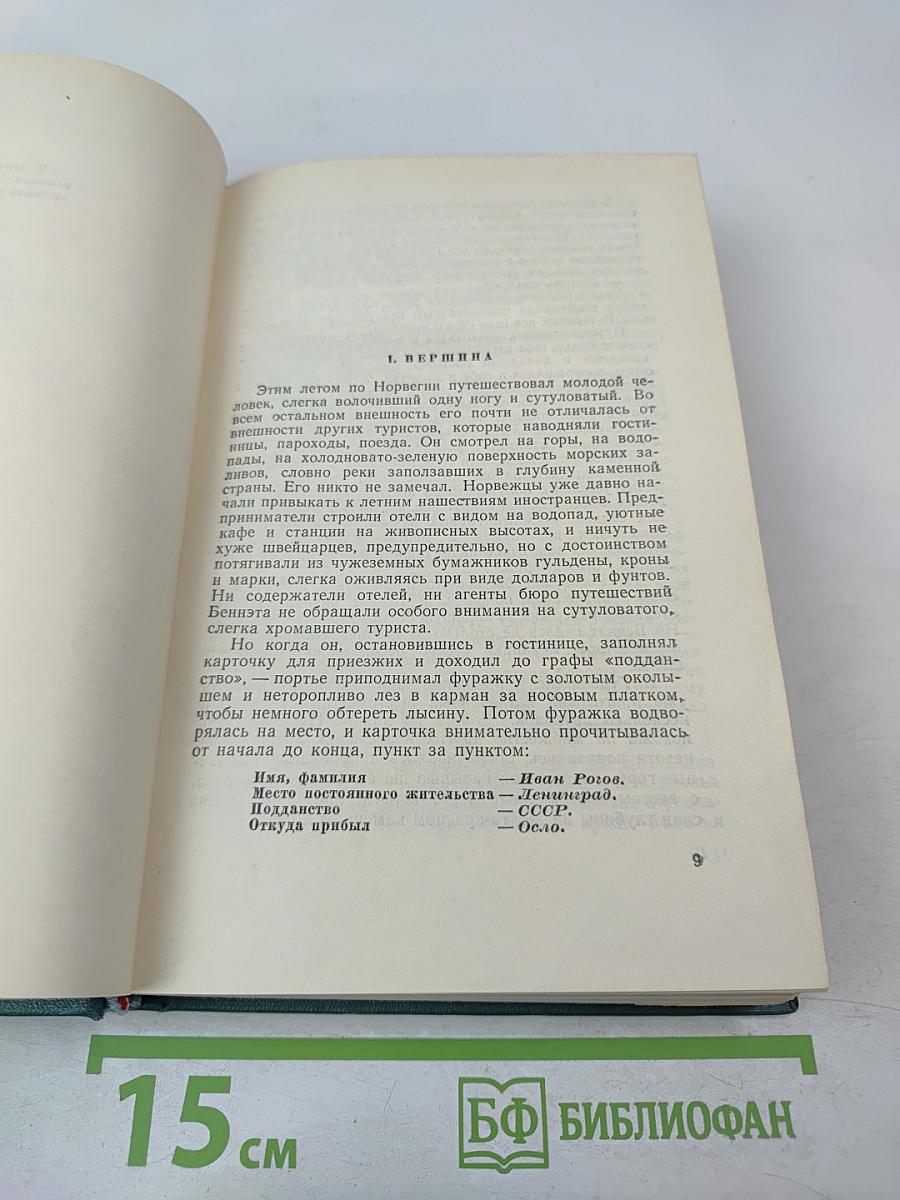 I. ВЕРШИНА
Этим летом по Норвегии путешествовал молодой че-
ловек, слегка волочивший одну ногу и сутуловатый. Во
всем остальном внешность его почти не отличалась от
внешности других туристов, которые наводняли гости-
ницы, пароходы, поезда. Он смотрел на горы, на водо-
пады, на холодновато-зеленую поверхность морских за-
ливов, словно реки заползавших в глубину каменной
страны. Его никто не замечал. Норвежцы уже давно на-
чали привыкать к летним нашествиям иностранцев. Пред-
приниматели строили отели с видом на водопад, уютные
кафе и станции на живописных высотах, и ничуть не
хуже швейцарцев, предупредительно, но с достоинством
потягивали из чужеземных бумажников гульдены, кроны
и марки, слегка оживляясь при виде долларов и фунтов.
Ни содержатели отелей, ни агенты бюро путешествий
Беннэта не обращали особого внимания на сутуловатого,
слегка хромавшего туриста.
Но когда он, остановившись в гостинице, заполнял
карточку для приезжих и доходил до графы «поддан-
ство», — портье приподнимал фуражку с золотым околы-
шем и неторопливо лез в карман за носовым платком,
чтобы немного обтереть лысину. Потом фуражка водво-
рялась на место, и карточка внимательно прочитывалась
от начала до конца, пункт за пунктом:
Имя, фамилия — Иван Рогов.
Место постоянного жительства — Ленинград.
Подданство — СССР.
Откуда прибыл — Осло.
9
15 см
БФ БИБЛИОФАН